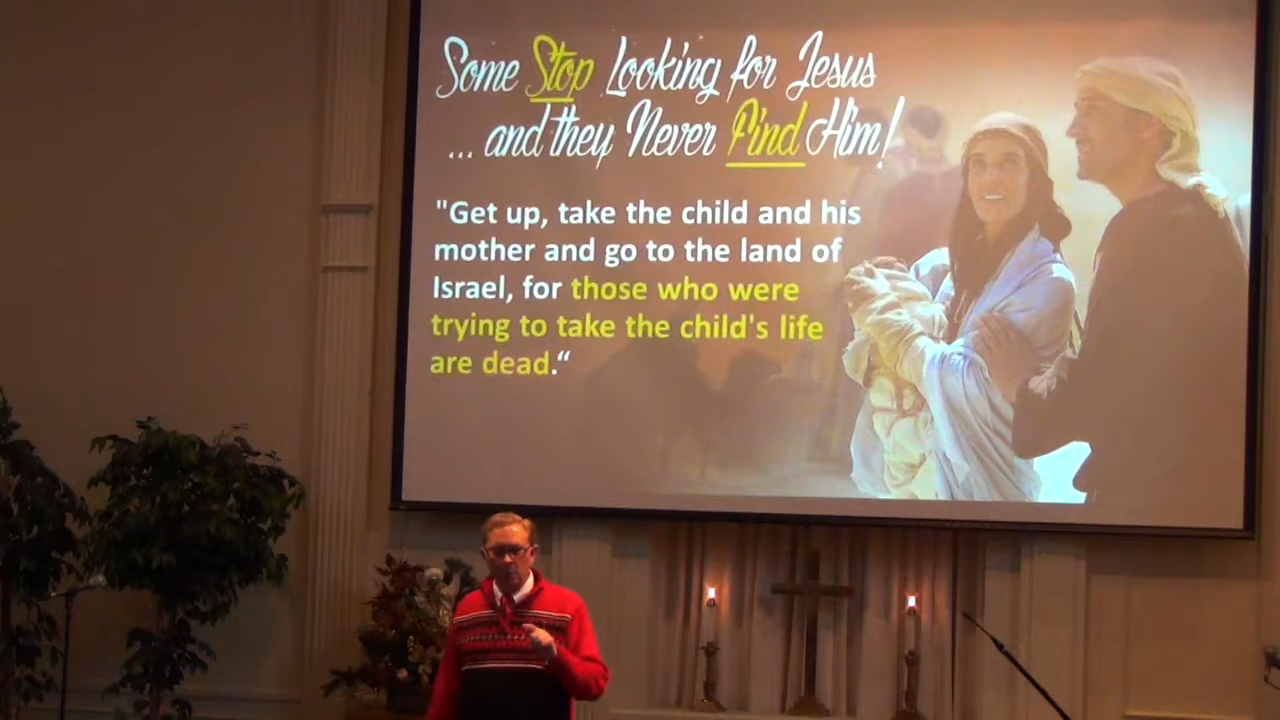 Some Stop Looking for Jesus
... and they Never Find Him!
"Get up, take the child and his
mother and go to the land of
Israel, for those who were
trying to take the child's life
are dead.“